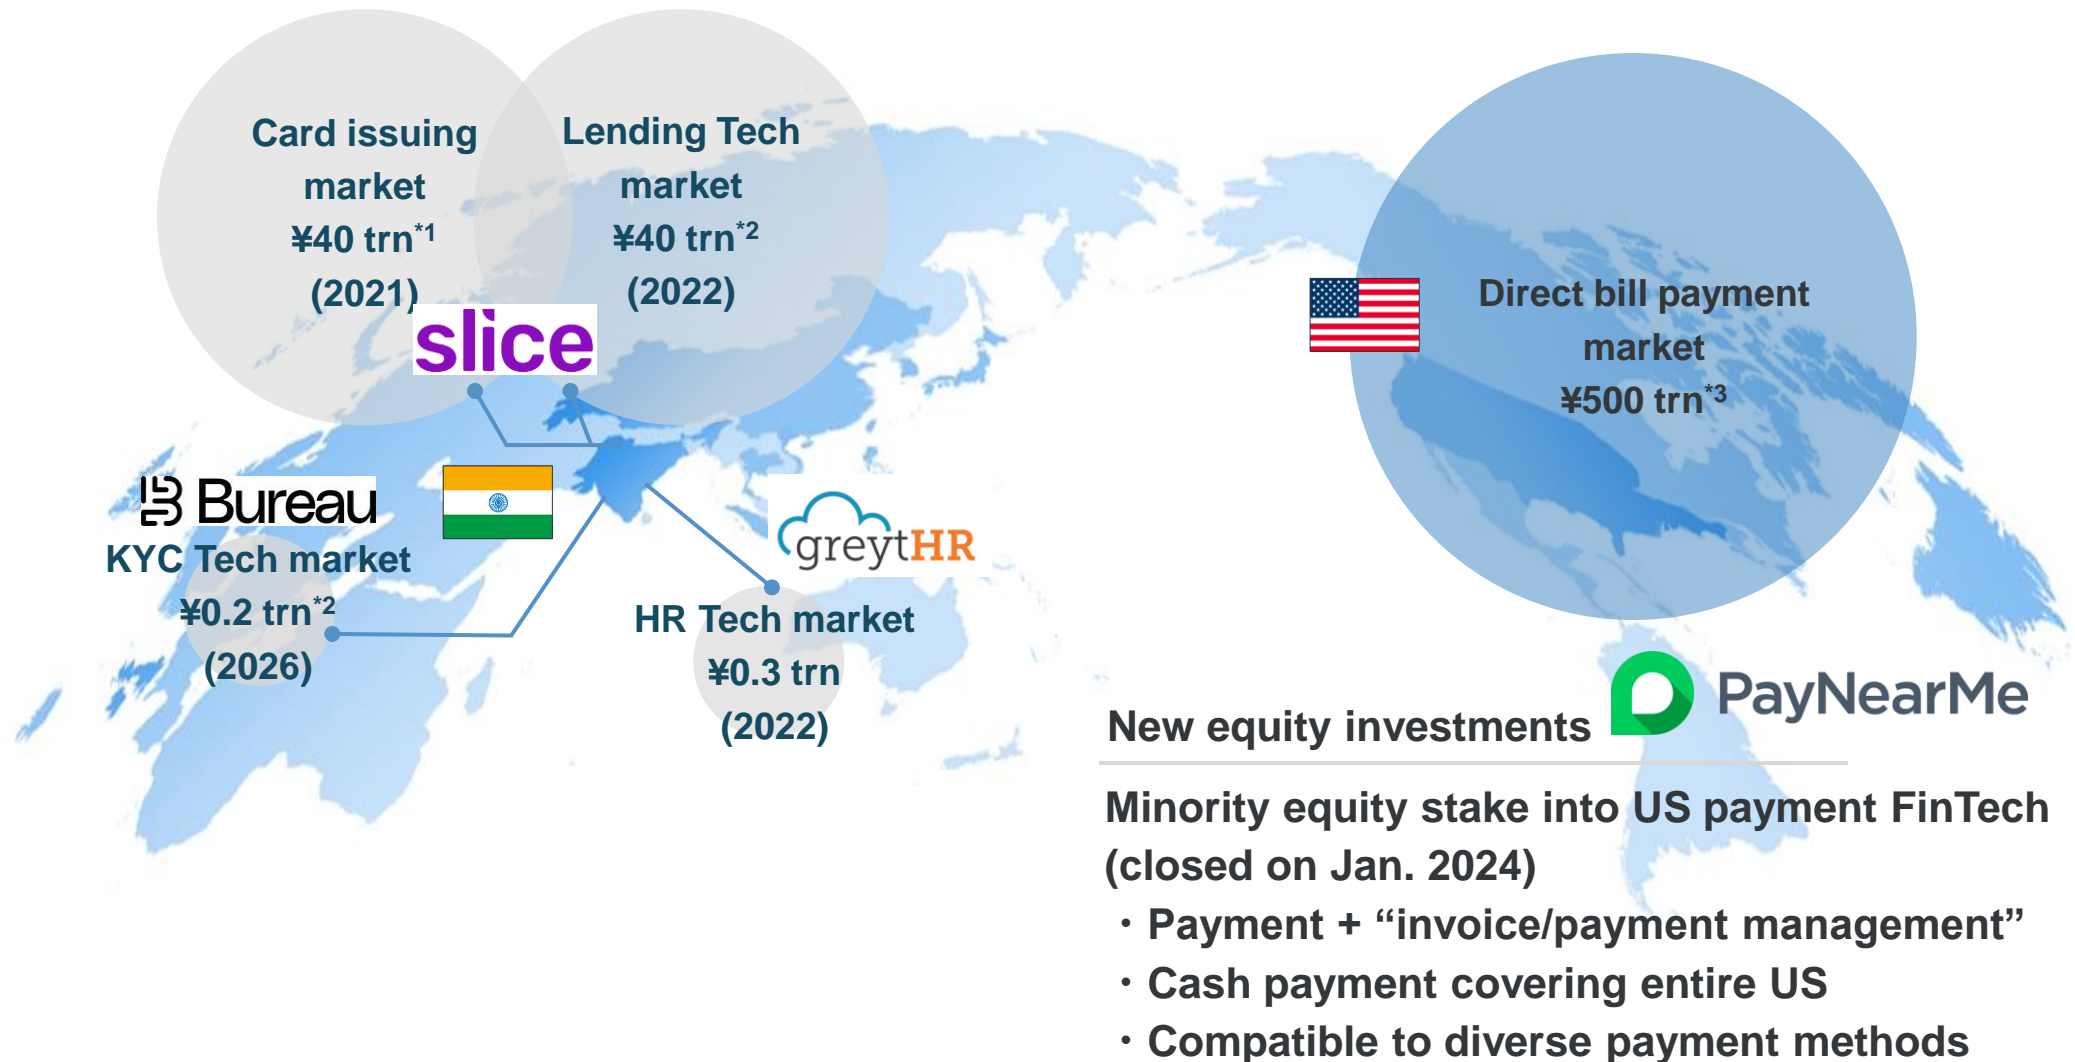 Card issuing
market
¥40 trn*1
(2021)
Lending Tech
market
¥40 trn*2
(2022)
slice
Bureau
KYC Tech market
¥0.2 trn*2
(2026)
greytHR
HR Tech market
¥0.3 trn
(2022)
Direct bill payment
market
¥500 trn*3
New equity investments
PayNearMe
Minority equity stake into US payment FinTech
(closed on Jan. 2024)
・Payment + “invoice/payment management”
・Cash payment covering entire US
・Compatible to diverse payment methods